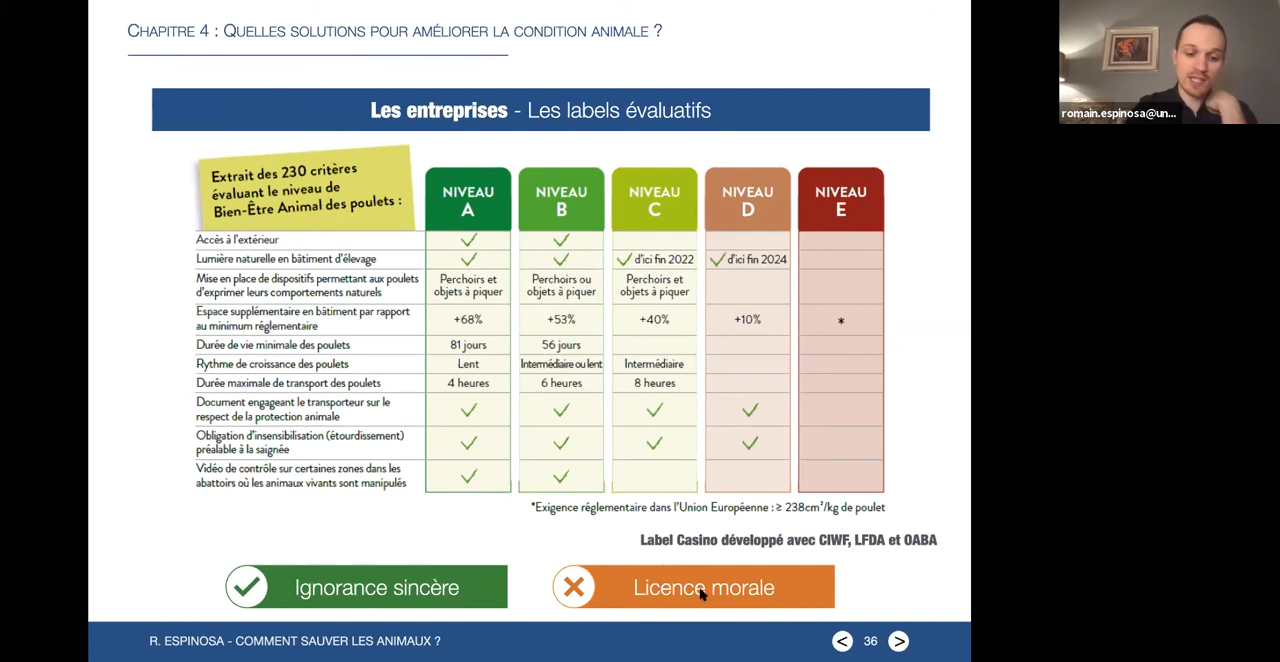 CHAPITRE 4 : QUELLES SOLUTIONS POUR AMÉLIORER LA CONDITION ANIMALE ?
romain.espinosa@un...
Les entreprises - Les labels évaluatifs
Extrait des 230 critères
évaluant le niveau de
Bien-Être Animal des poulets :
NIVEAU A
NIVEAU B
NIVEAU C
NIVEAU D
NIVEAU E
Accès à l'extérieur
Lumière naturelle en bâtiment d'élevage
d'ici fin 2022
d'ici fin 2024
Mise en place de dispositifs permettant aux poulets
d'exprimer leurs comportements naturels
Perchoirs et
objets à piquer
Perchoirs ou
objets à piquer
Perchoirs et
objets à piquer
Espace supplémentaire en bâtiment par rapport
au minimum réglementaire
+68%
+53%
+40%
+10%
*
Durée de vie minimale des poulets
81 jours
56 jours
Rythme de croissance des poulets
Lent
Intermédiaire ou lent
Intermédiaire
Durée maximale de transport des poulets
4 heures
6 heures
8 heures
Document engageant le transporteur sur le
respect de la protection animale
Obligation d'insensibilisation (étourdissement)
préalable à la saignée
Vidéo de contrôle sur certaines zones dans les
abattoirs où les animaux vivants sont manipulés
*Exigence réglementaire dans l'Union Européenne : ≥ 238cm²/kg de poulet
Label Casino développé avec CIWF, LFDA et OABA
Ignorance sincère
Licence morale
R. ESPINOSA - COMMENT SAUVER LES ANIMAUX ?
< 36 >